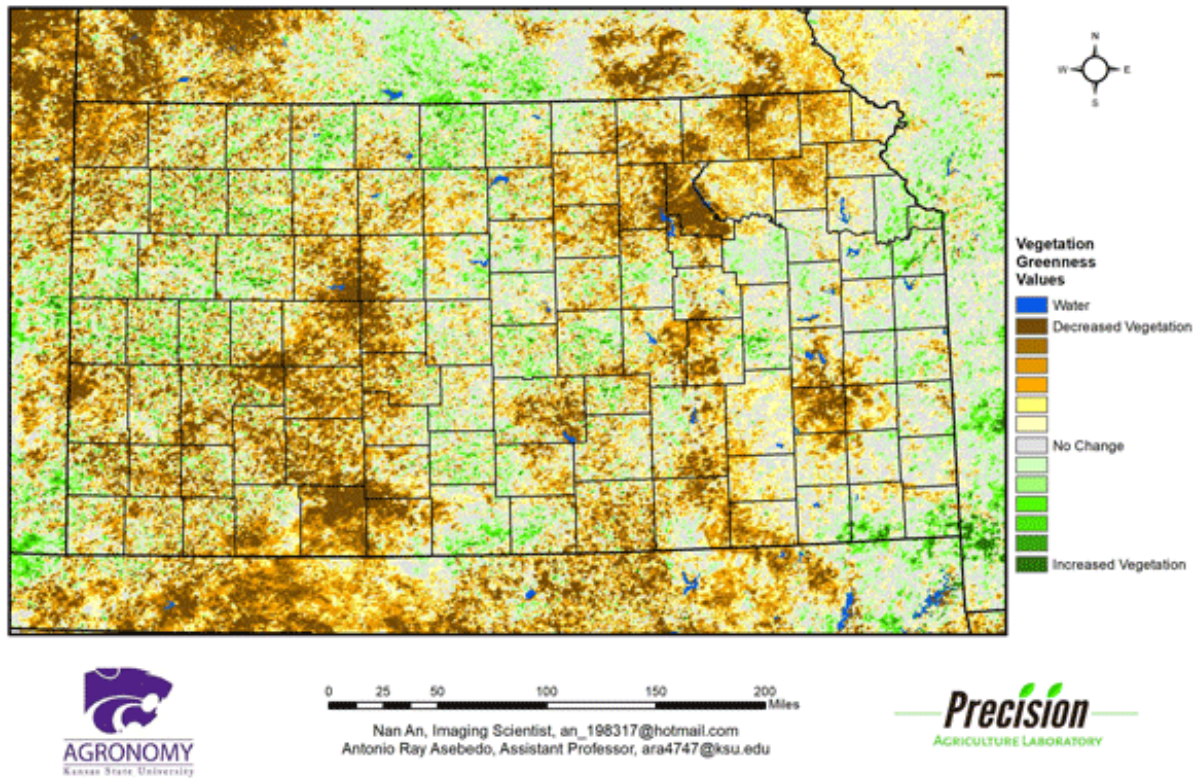 N
W E
S
Vegetation
Greenness
Values
Water
Decreased Vegetation
No Change
Increased Vegetation
0 25 50 100 150 200
Miles
Nan An, Imaging Scientist, an_198317@hotmail.com
Antonio Ray Asebedo, Assistant Professor, ara4747@ksu.edu
AGRONOMY
Kansas State University
Precision
AGRICULTURE LABORATORY